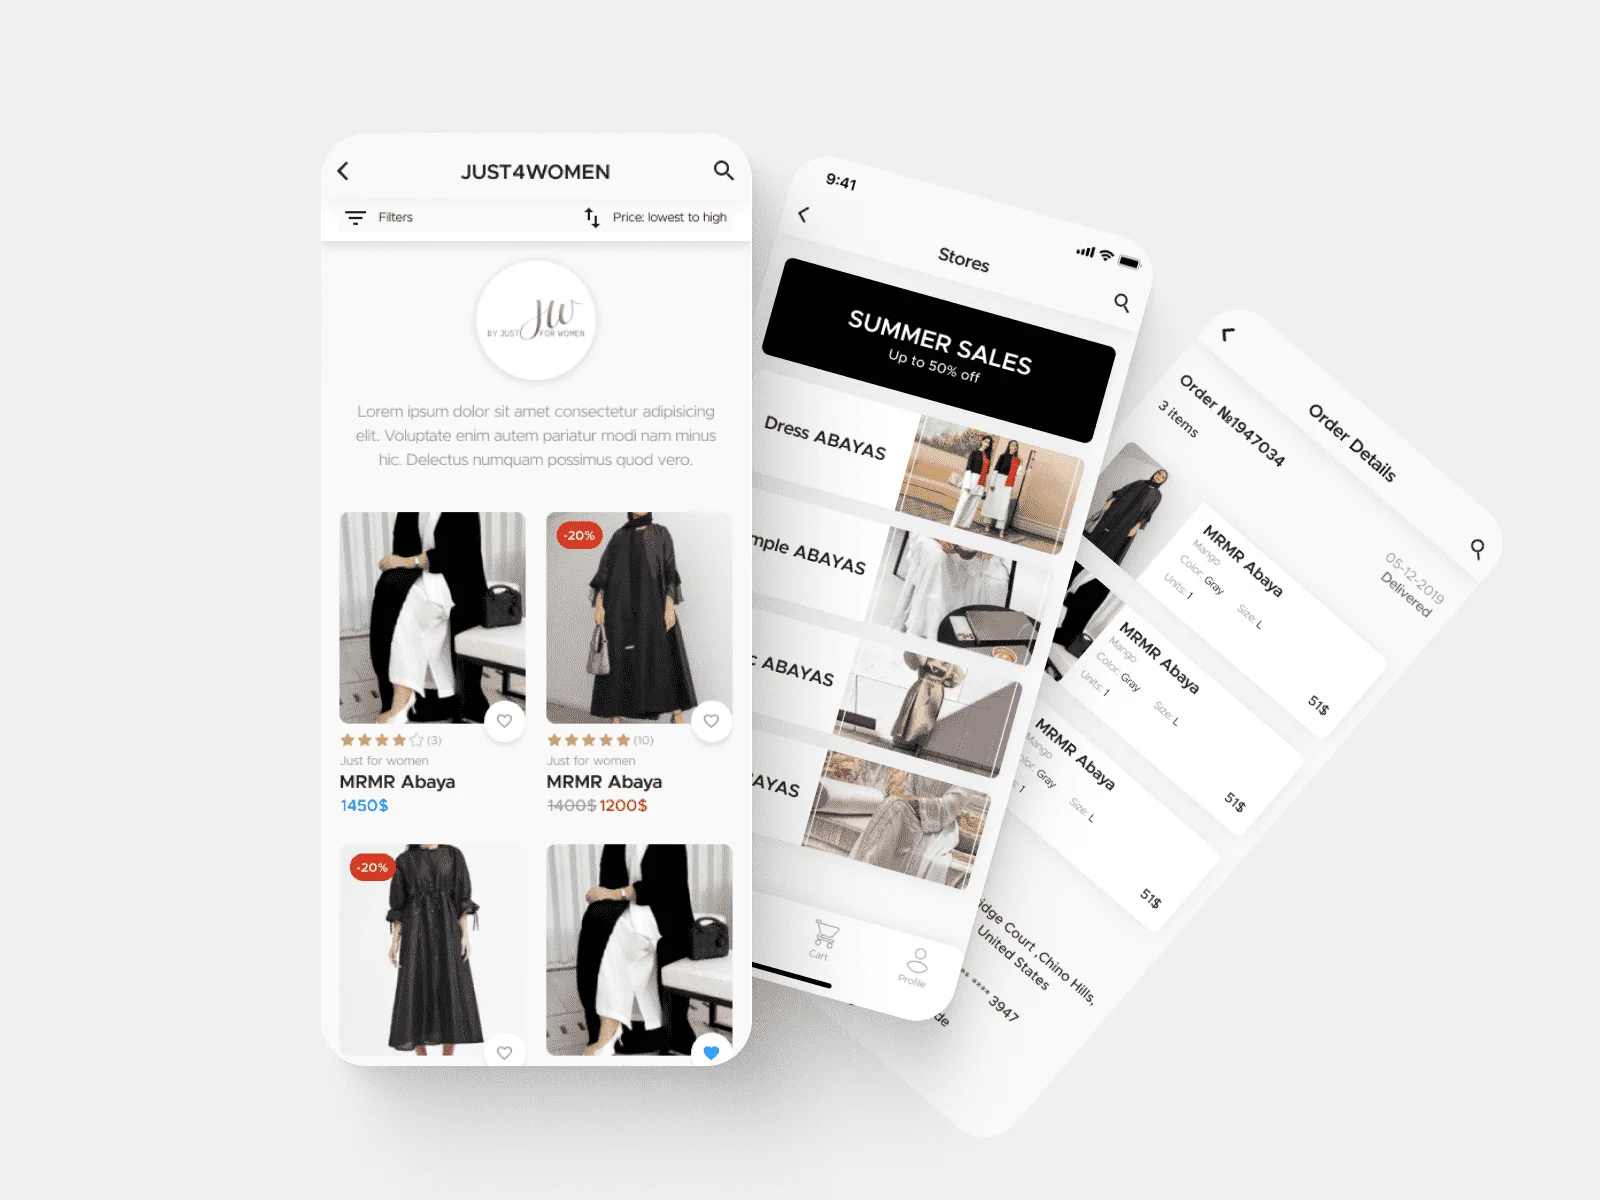 JUST4WOMEN
Filters
Price: lowest to high
JW
BY JUST FOR WOMEN
Lorem ipsum dolor sit amet consectetur adipisicing
elit. Voluptate enim autem pariatur modi nam minus
hic. Delectus numquam possimus quod vero.
-20%
(3)
Just for women
MRMR Abaya
1450$
(10)
Just for women
MRMR Abaya
1400$ 1200$
-20%
9:41
Stores
SUMMER SALES
Up to 50% off
Dress ABAYAS
mple ABAYAS
ABAYAS
AYAS
Cart
Profile
Order Details
Order №1947034
3 items
05-12-2019
Delivered
MRMR Abaya
Mango
Color: Gray
Units: 1
Size: L
51$
MRMR Abaya
Mango
Color: Gray
Units: 1
Size: L
51$
MRMR Abaya
Mango
olor: Gray
: 1
Size: L
51$
idge Court ,Chino Hills,
United States
** **** 3947
de